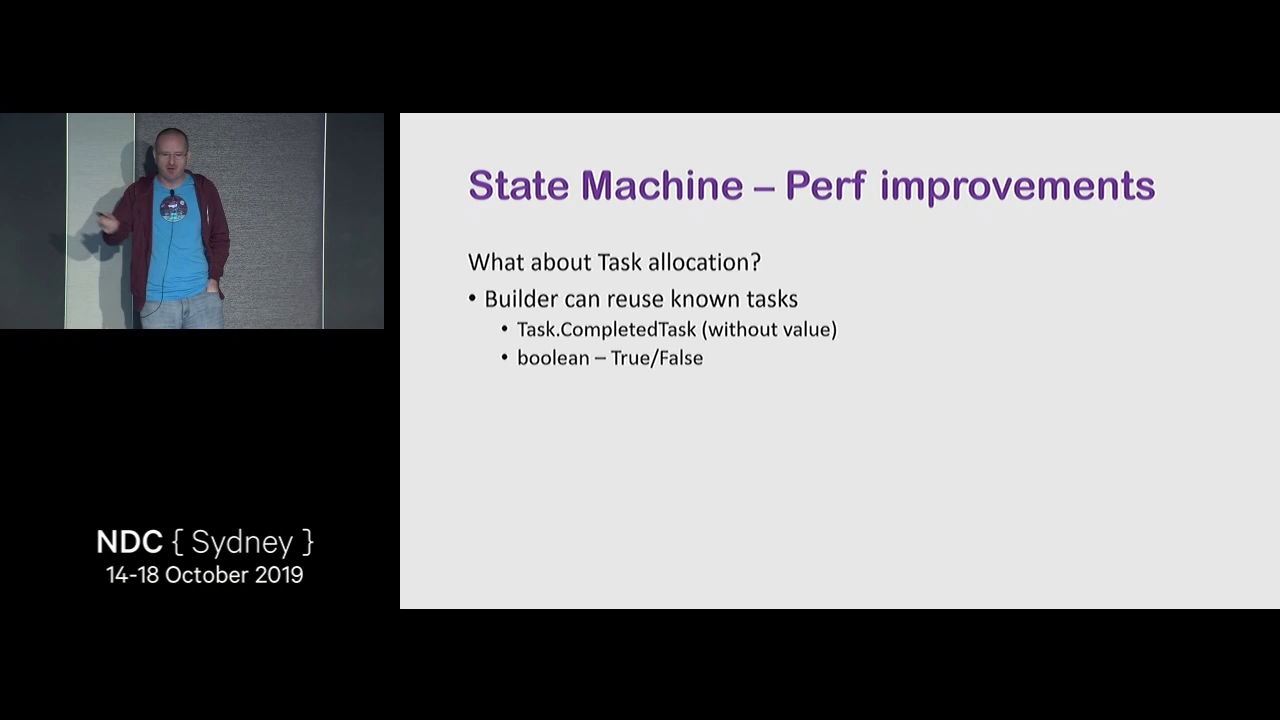 State Machine – Perf improvements
What about Task allocation?
• Builder can reuse known tasks
• Task.CompletedTask (without value)
• boolean – True/False
NDC { Sydney }
14-18 October 2019